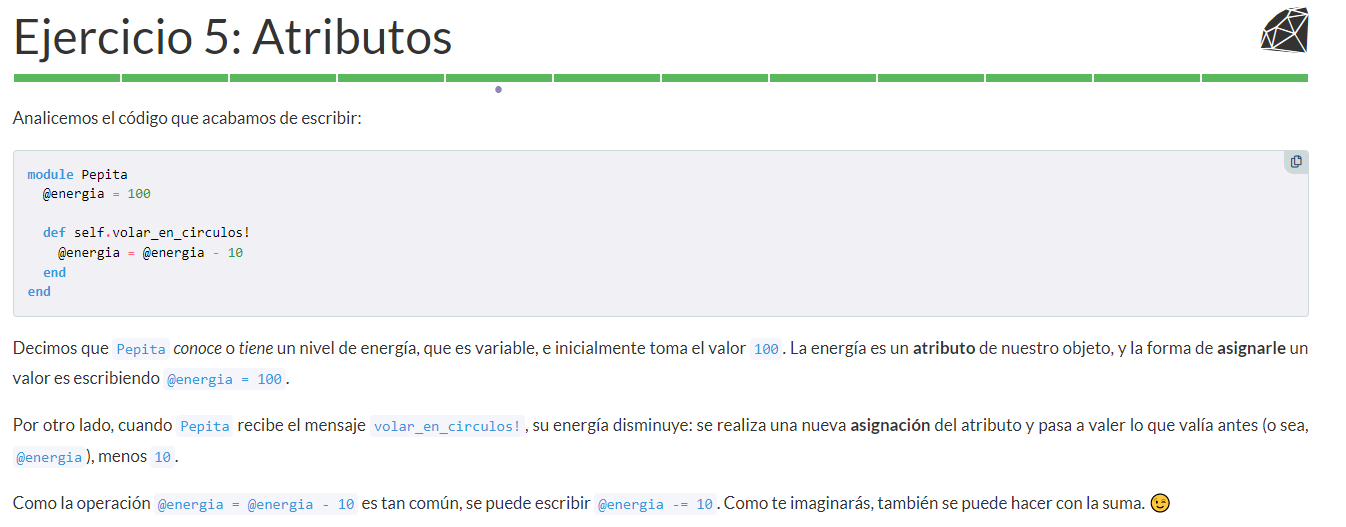 Ejercicio 5: Atributos
Analicemos el código que acabamos de escribir:
module Pepita
  @energia = 100
  def self.volar_en_circulos!
    @energia = @energia - 10
  end
end
Decimos que Pepita conoce o tiene un nivel de energía, que es variable, e inicialmente toma el valor 100. La energía es un atributo de nuestro objeto, y la forma de asignarle un
valor es escribiendo @energia = 100.
Por otro lado, cuando Pepita recibe el mensaje volar_en_circulos!, su energía disminuye: se realiza una nueva asignación del atributo y pasa a valer lo que valía antes (o sea,
@energia), menos 10.
Como la operación @energia = @energia - 10 es tan común, se puede escribir @energia -= 10. Como te imaginarás, también se puede hacer con la suma. 😉